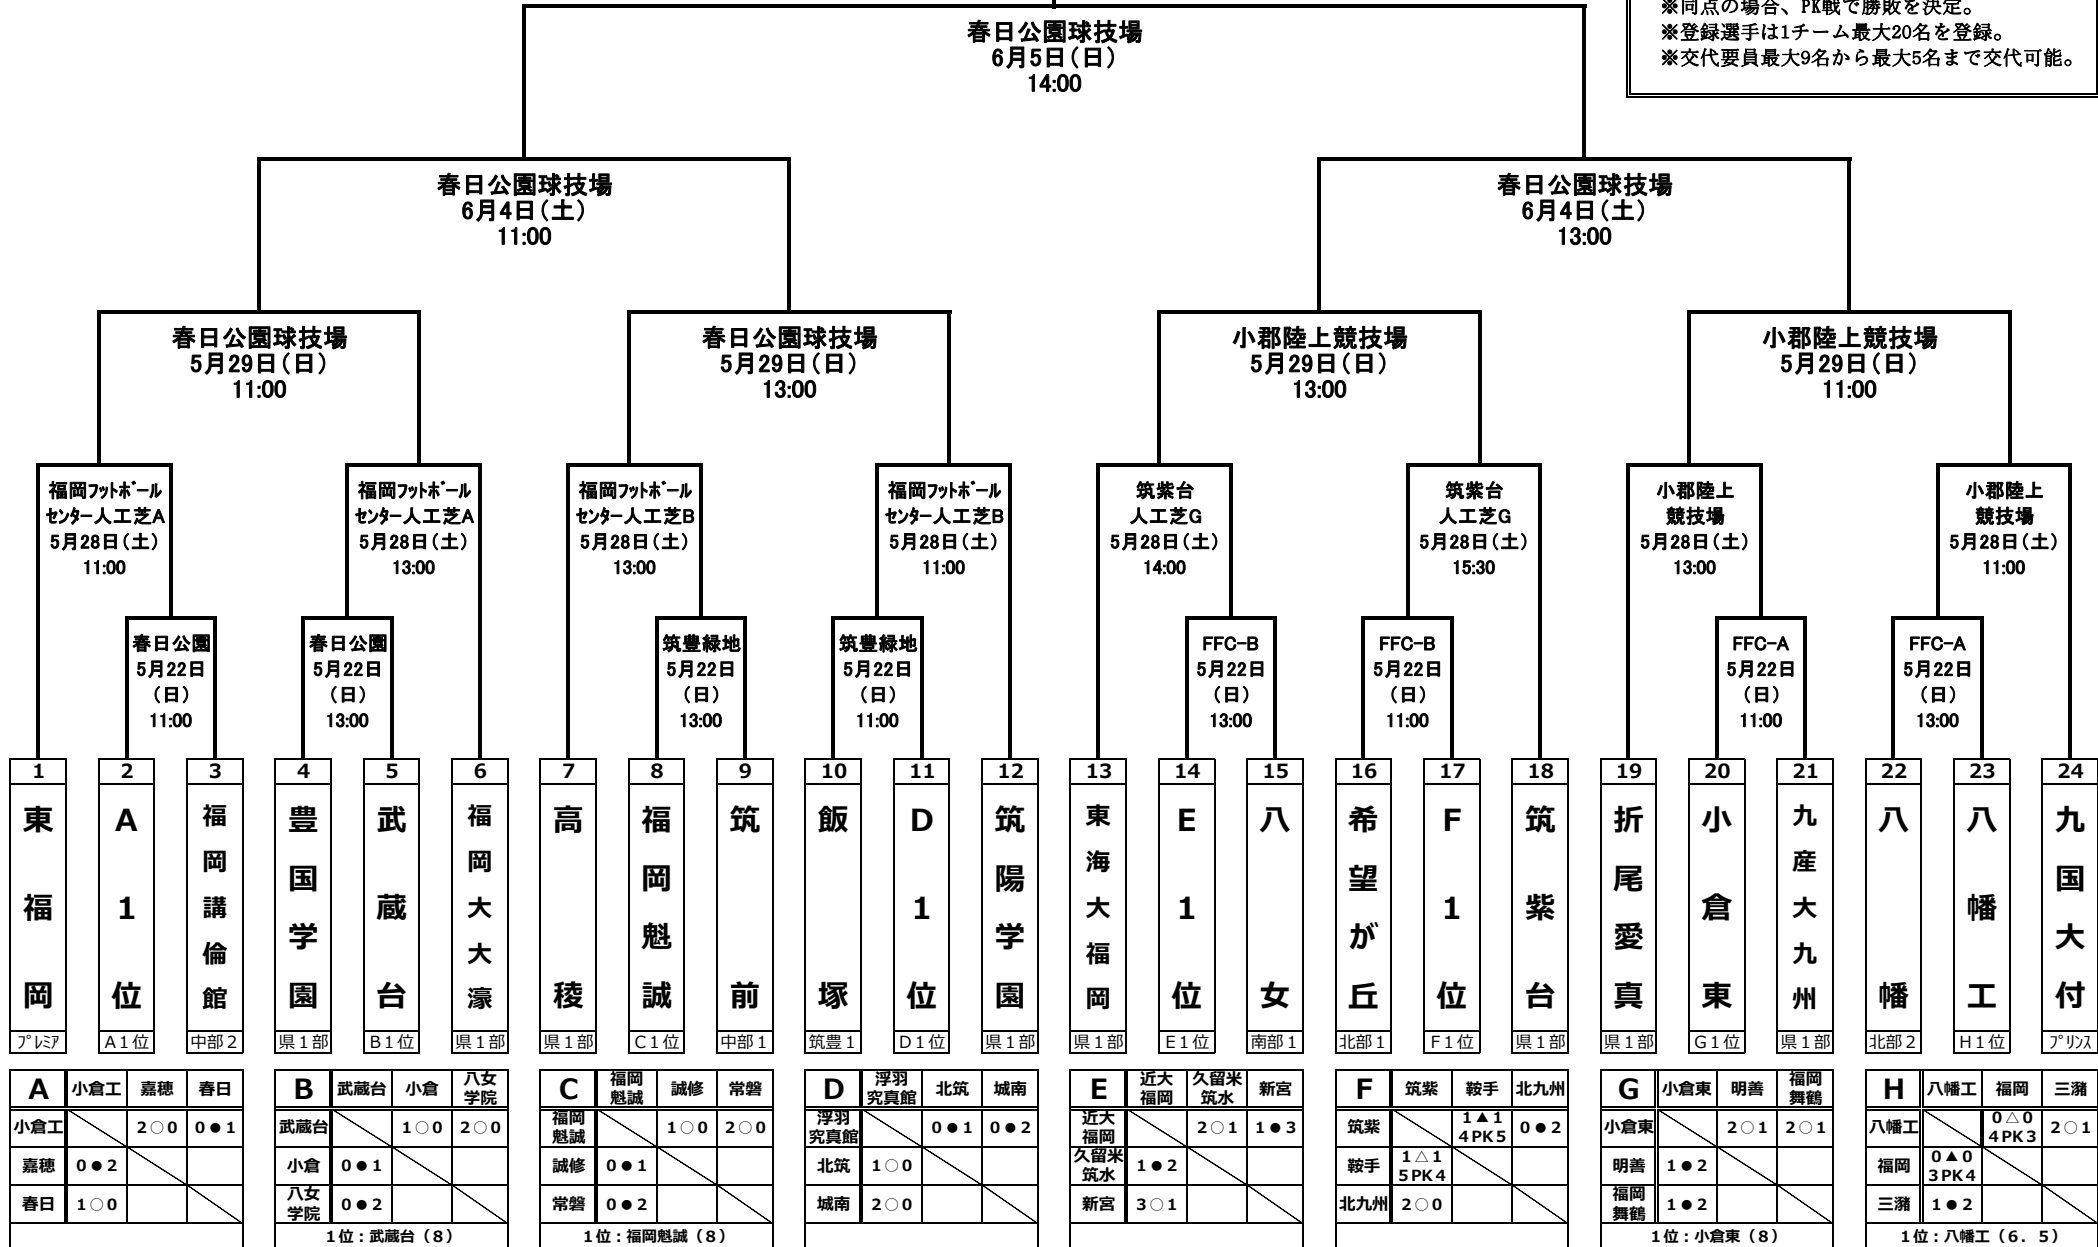 ※同点の場合、PK戦で勝敗を決定。
※登録選手は1チーム最大20名を登録。
※交代要員最大9名から最大5名まで交代可能。
春日公園球技場
6月5日(日)
14:00
春日公園球技場
6月4日(土)
11:00
春日公園球技場
6月4日(土)
13:00
春日公園球技場
5月29日(日)
11:00
春日公園球技場
5月29日(日)
13:00
小郡陸上競技場
5月29日(日)
13:00
小郡陸上競技場
5月29日(日)
11:00
福岡フットボール
センター人工芝A
5月28日(土)
11:00
福岡フットボール
センター人工芝A
5月28日(土)
13:00
福岡フットボール
センター人工芝B
5月28日(土)
13:00
福岡フットボール
センター人工芝B
5月28日(土)
11:00
筑紫台
人工芝G
5月28日(土)
14:00
筑紫台
人工芝G
5月28日(土)
15:30
小郡陸上
競技場
5月28日(土)
13:00
小郡陸上
競技場
5月28日(土)
11:00
春日公園
5月22日
(日)
11:00
春日公園
5月22日
(日)
13:00
筑豊緑地
5月22日
(日)
13:00
筑豊緑地
5月22日
(日)
11:00
FFC-B
5月22日
(日)
13:00
FFC-B
5月22日
(日)
11:00
FFC-A
5月22日
(日)
11:00
FFC-A
5月22日
(日)
13:00
1 2 3 4 5 6 7 8 9 10 11 12 13 14 15 16 17 18 19 20 21 22 23 24
東福岡
A1位
福岡講倫館
豊国学園
武蔵台
福岡大大濠
高稜
福岡魁誠
筑前
飯塚
D1位
筑陽学園
東海大福岡
E1位
八女
希望が丘
F1位
筑紫台
折尾愛真
小倉東
九産大九州
八幡
八幡工
九国大付
プレミア A1位 中部2 県1部 B1位 県1部 県1部 C1位 中部1 筑豊1 D1位 県1部 県1部 E1位 南部1 北部1 F1位 県1部 県1部 G1位 県1部 北部2 H1位 プリンス
A 小倉工 嘉穂 春日
小倉工 2○0 0●1
嘉穂 0●2
春日 1○0
B 武蔵台 小倉 八女学院
武蔵台 1○0 2○0
小倉 0●1
八女学院 0●2
1位：武蔵台（8）
C 福岡魁誠 誠修 常磐
福岡魁誠 1○0 2○0
誠修 0●1
常磐 0●2
1位：福岡魁誠（8）
D 浮羽究真館 北筑 城南
浮羽究真館 0●1 0●2
北筑 1○0
城南 2○0
E 近大福岡 久留米筑水 新宮
近大福岡 2○1 1●3
久留米筑水 1●2
新宮 3○1
F 筑紫 鞍手 北九州
筑紫 1▲1 4PK5 0●2
鞍手 1△1 5PK4
北九州 2○0
G 小倉東 明善 福岡舞鶴
小倉東 2○1 2○1
明善 1●2
福岡舞鶴 1●2
1位：小倉東（8）
H 八幡工 福岡 三潴
八幡工 0△0 4PK3 2○1
福岡 0▲0 3PK4
三潴 1●2
1位：八幡工（6．5）